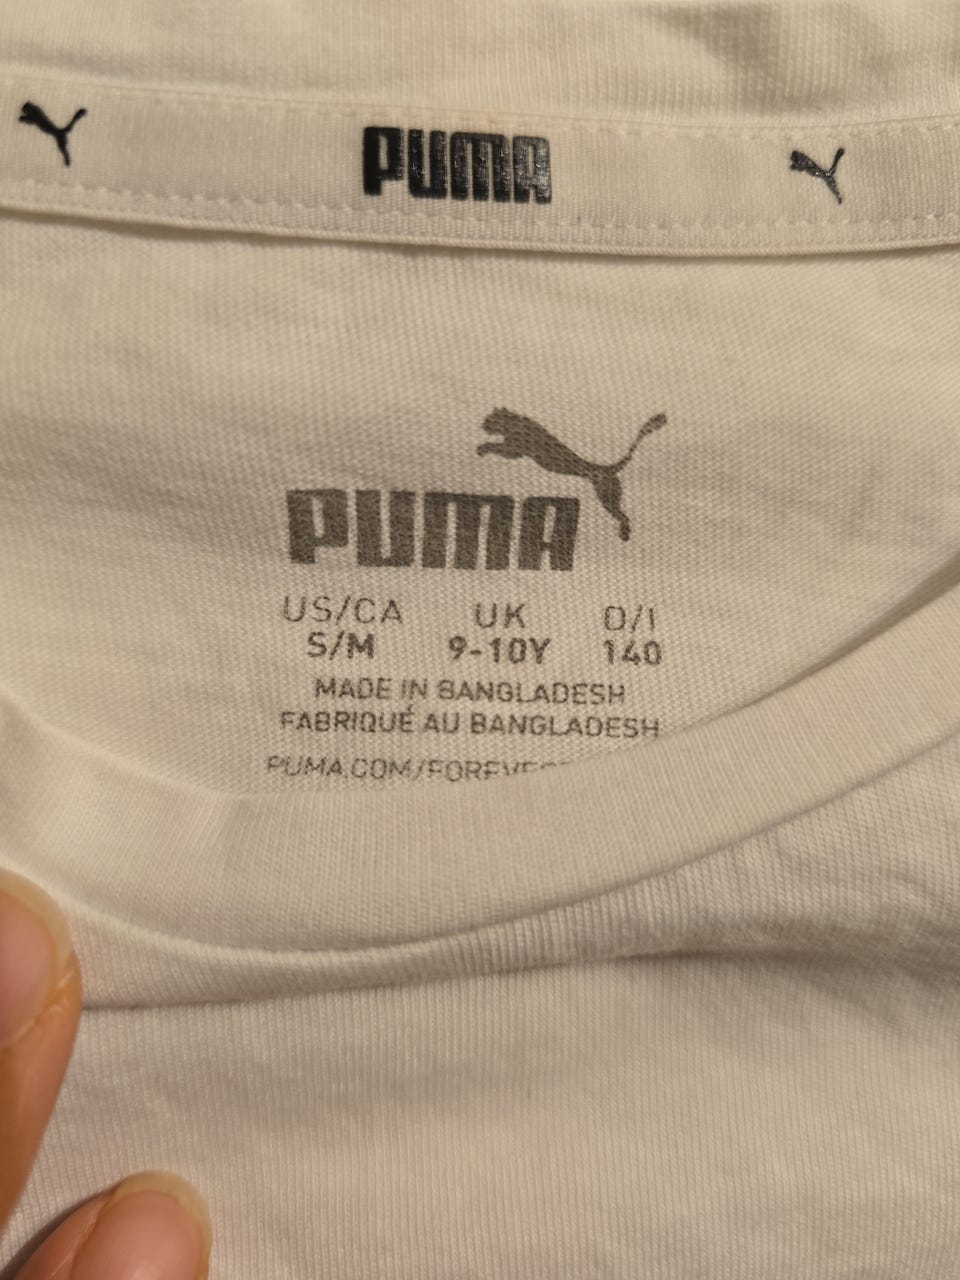 PUMA
PUMA
US/CA UK D/I
S/M 9-10Y 140
MADE IN BANGLADESH
FABRIQUÉ AU BANGLADESH